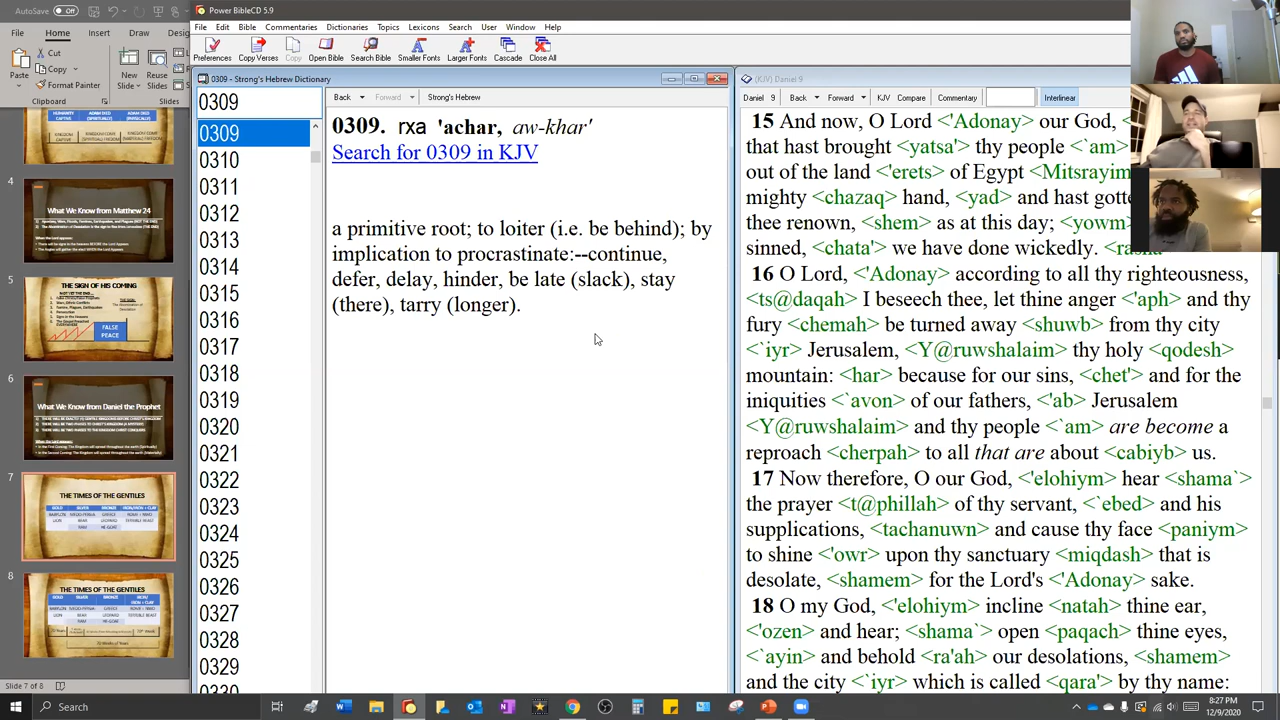 AutoSave Off
File Home Insert Draw
Cut
Copy
Format Painter
Paste
New Reuse
Slides
Clipboard Slides
4
What We Know from Matthew 24
5
THE SIGN OF HIS COMING
FALSE PEACE
6
What We Know from Daniel the Prophet
7
THE TIMES OF THE GENTILES
8
THE TIMES OF THE GENTILES
Slide 7 of 8
Power BibleCD 5.9
File Edit Bible Commentaries Dictionaries Topics Lexicons Search User Window Help
Preferences Copy Verses Copy Open Bible Search Bible Smaller Fonts Larger Fonts Cascade Close All
0309 - Strong's Hebrew Dictionary
0309
0309
0310
0311
0312
0313
0314
0315
0316
0317
0318
0319
0320
0321
0322
0323
0324
0325
0326
0327
0328
0329
0330
Back Forward Strong's Hebrew
0309. rxa 'achar, aw-khar'
Search for 0309 in KJV
a primitive root; to loiter (i.e. be behind); by
implication to procrastinate:--continue,
defer, delay, hinder, be late (slack), stay
(there), tarry (longer).
(KJV) Daniel 9
Daniel 9 Back Forward KJV Compare Commentary Interlinear
15 And now, O Lord <'Adonay> our God,
that hast brought <yatsa'> thy people <`am>
out of the land <'erets> of Egypt <Mitsrayim
mighty <chazaq> hand, <yad> and hast gotte
thee renown, <shem> as at this day; <yowm>
sinned, <chata'> we have done wickedly. <rasha`
16 O Lord, <'Adonay> according to all thy righteousness,
<ts@daqah> I beseech thee, let thine anger <'aph> and thy
fury <chemah> be turned away <shuwb> from thy city
<`iyr> Jerusalem, <Y@ruwshalaim> thy holy <qodesh>
mountain: <har> because for our sins, <chet'> and for the
iniquities <`avon> of our fathers, <'ab> Jerusalem
<Y@ruwshalaim> and thy people <`am> are become a
reproach <cherpah> to all that are about <cabiyb> us.
17 Now therefore, O our God, <'elohiym> hear <shama`>
the prayer <t@phillah> of thy servant, <`ebed> and his
supplications, <tachanuwn> and cause thy face <paniym>
to shine <'owr> upon thy sanctuary <miqdash> that is
desolate, <shamem> for the Lord's <'Adonay> sake.
18 O my God, <'elohiym> incline <natah> thine ear,
<'ozen> and hear; <shama`> open <paqach> thine eyes,
<`ayin> and behold <ra'ah> our desolations, <shamem>
and the city <`iyr> which is called <qara'> by thy name:
Search
8:27 PM
12/9/2020